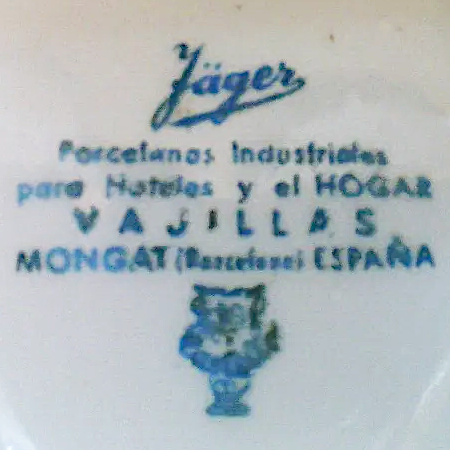 Jäger
Porcelanas Industriales
para Hoteles y el HOGAR
VAJILLAS
MONGAT (Barcelona) ESPAÑA